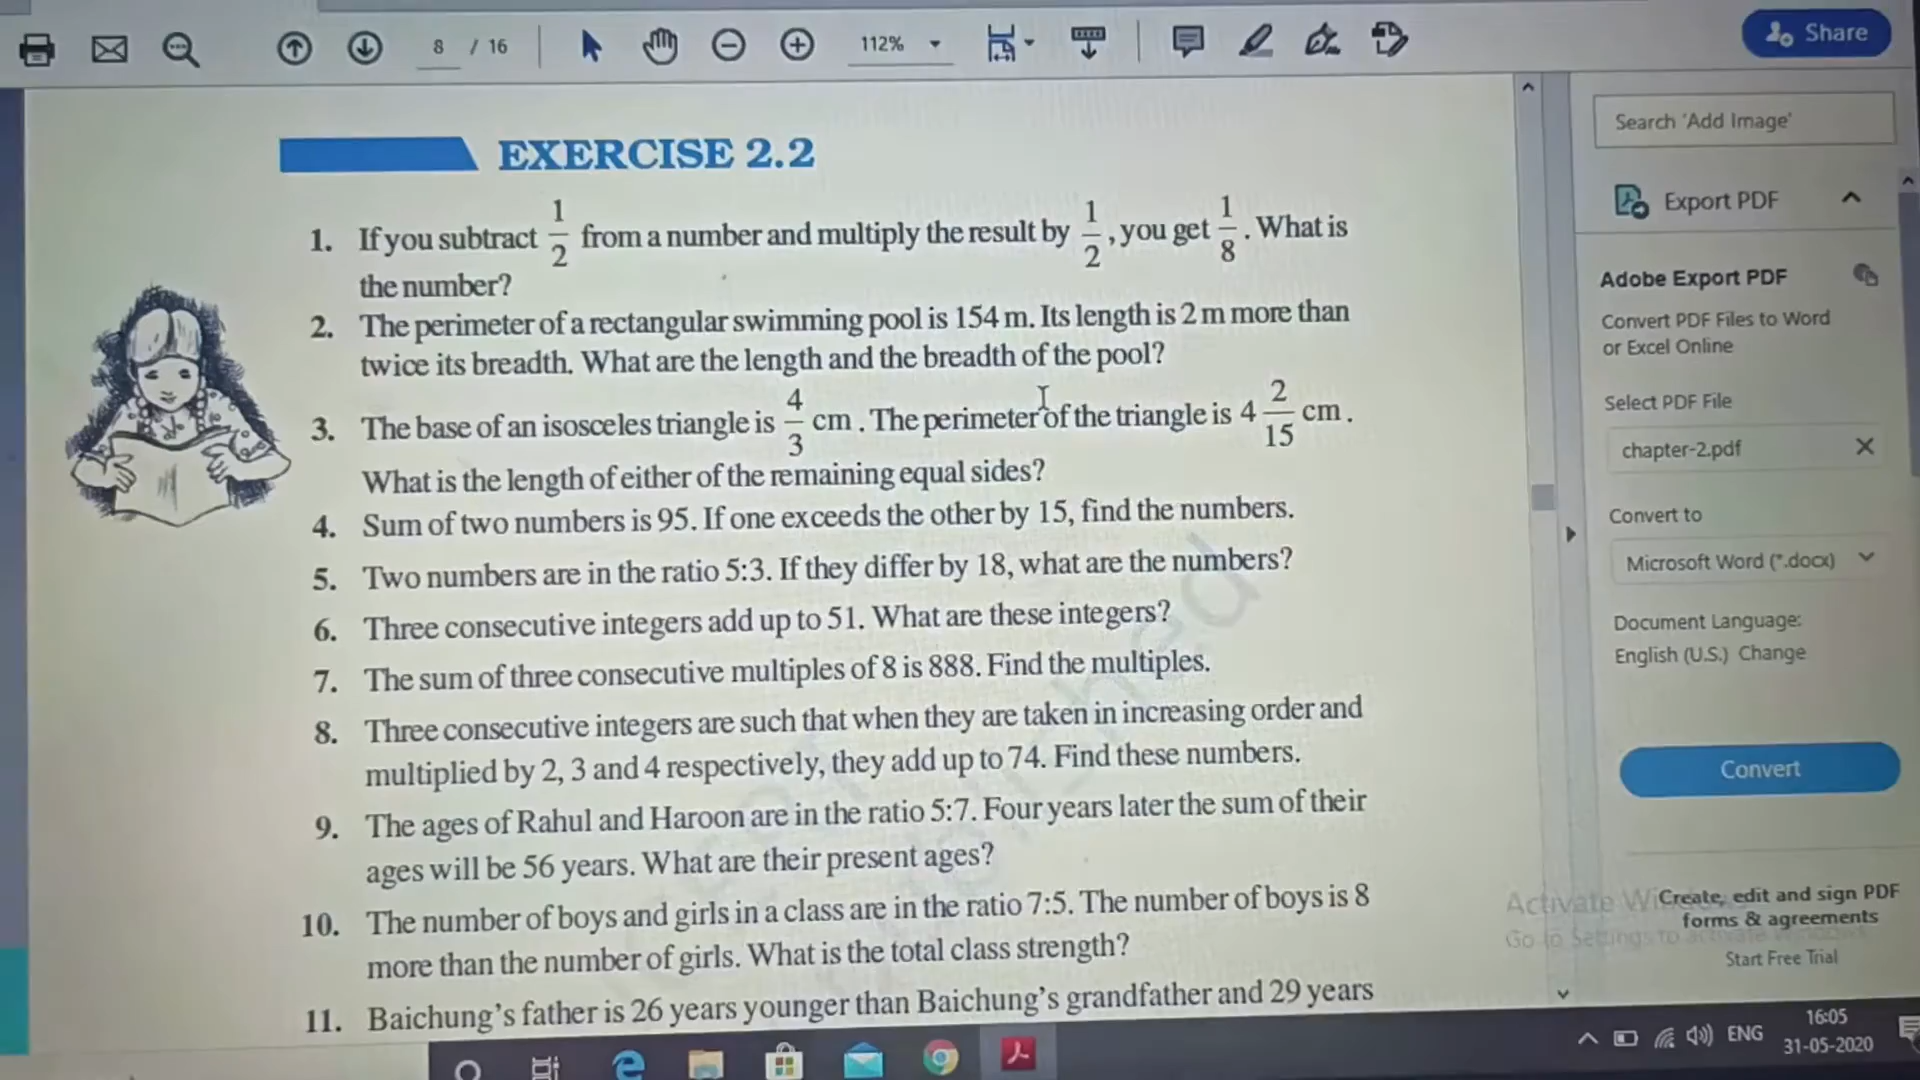 8 / 16
112%
Share
EXERCISE 2.2
1. If you subtract 1/2 from a number and multiply the result by 1/2, you get 1/8. What is
the number?
2. The perimeter of a rectangular swimming pool is 154 m. Its length is 2 m more than
twice its breadth. What are the length and the breadth of the pool?
3. The base of an isosceles triangle is 4/3 cm. The perimeter of the triangle is 4 2/15 cm.
What is the length of either of the remaining equal sides?
4. Sum of two numbers is 95. If one exceeds the other by 15, find the numbers.
5. Two numbers are in the ratio 5:3. If they differ by 18, what are the numbers?
6. Three consecutive integers add up to 51. What are these integers?
7. The sum of three consecutive multiples of 8 is 888. Find the multiples.
8. Three consecutive integers are such that when they are taken in increasing order and
multiplied by 2, 3 and 4 respectively, they add up to 74. Find these numbers.
9. The ages of Rahul and Haroon are in the ratio 5:7. Four years later the sum of their
ages will be 56 years. What are their present ages?
10. The number of boys and girls in a class are in the ratio 7:5. The number of boys is 8
more than the number of girls. What is the total class strength?
11. Baichung's father is 26 years younger than Baichung's grandfather and 29 years
Search 'Add Image'
Export PDF
Adobe Export PDF
Convert PDF Files to Word
or Excel Online
Select PDF File
chapter-2.pdf
Convert to
Microsoft Word (*.docx)
Document Language:
English (U.S.) Change
Convert
Create, edit and sign PDF
forms & agreements
Start Free Trial
Activate
Go to Settings to
ENG
16:05
31-05-2020